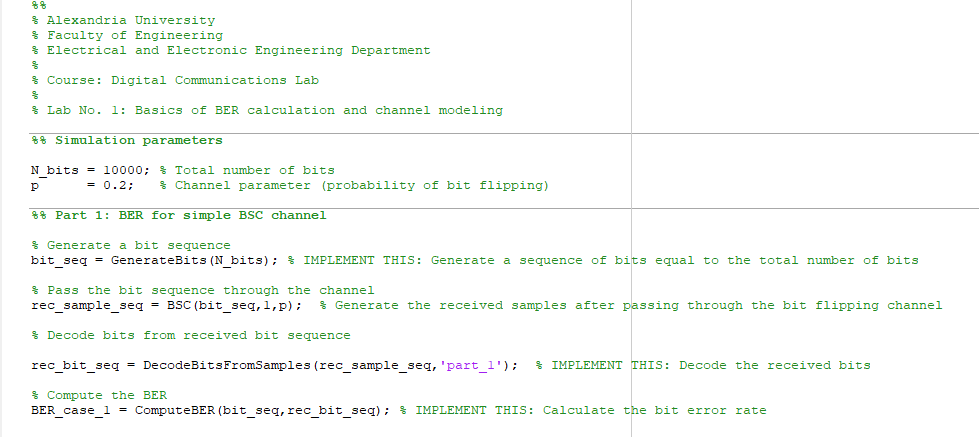 %%
% Alexandria University
% Faculty of Engineering
% Electrical and Electronic Engineering Department
%
% Course: Digital Communications Lab
%
% Lab No. 1: Basics of BER calculation and channel modeling
%% Simulation parameters
N_bits = 10000; % Total number of bits
p      = 0.2;   % Channel parameter (probability of bit flipping)
%% Part 1: BER for simple BSC channel
% Generate a bit sequence
bit_seq = GenerateBits(N_bits); % IMPLEMENT THIS: Generate a sequence of bits equal to the total number of bits
% Pass the bit sequence through the channel
rec_sample_seq = BSC(bit_seq,1,p);  % Generate the received samples after passing through the bit flipping channel
% Decode bits from received bit sequence
rec_bit_seq = DecodeBitsFromSamples(rec_sample_seq,'part_1');  % IMPLEMENT THIS: Decode the received bits
% Compute the BER
BER_case_1 = ComputeBER(bit_seq,rec_bit_seq); % IMPLEMENT THIS: Calculate the bit error rate